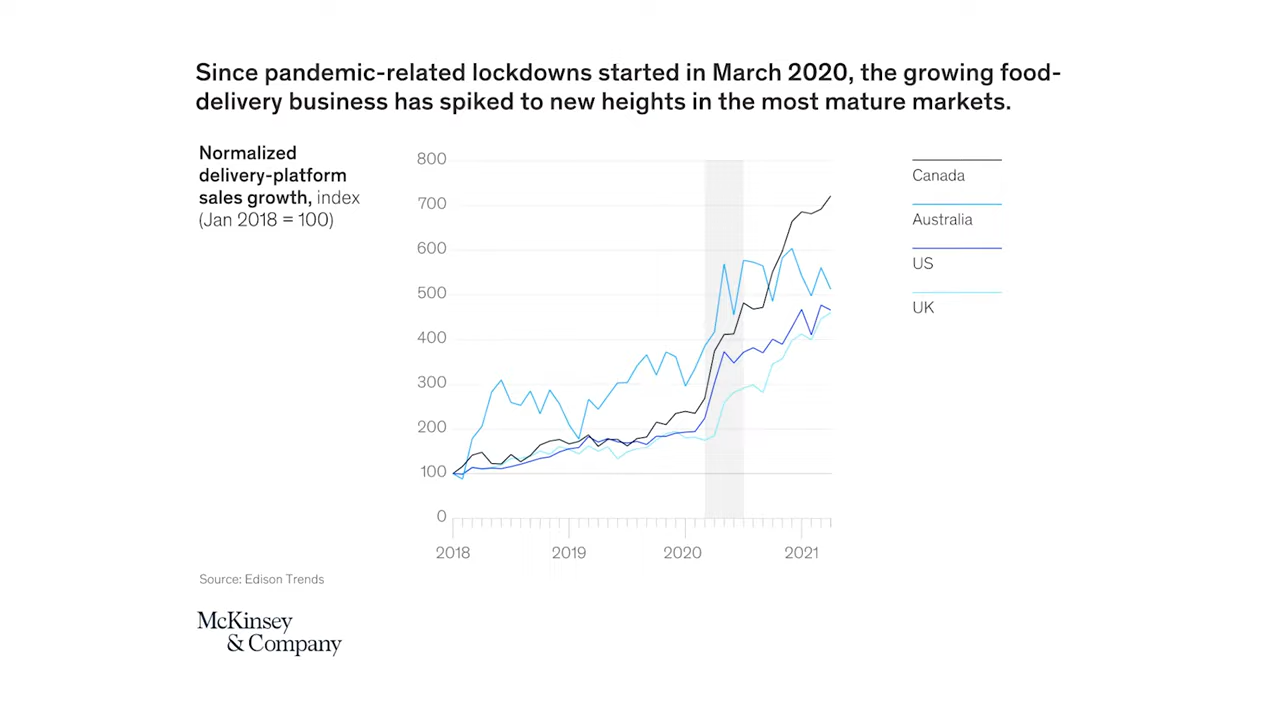 Since pandemic-related lockdowns started in March 2020, the growing food-
delivery business has spiked to new heights in the most mature markets.
Normalized
delivery-platform
sales growth, index
(Jan 2018 = 100)
800
700
600
500
400
300
200
100
0
2018 2019 2020 2021
Canada
Australia
US
UK
Source: Edison Trends
McKinsey
& Company